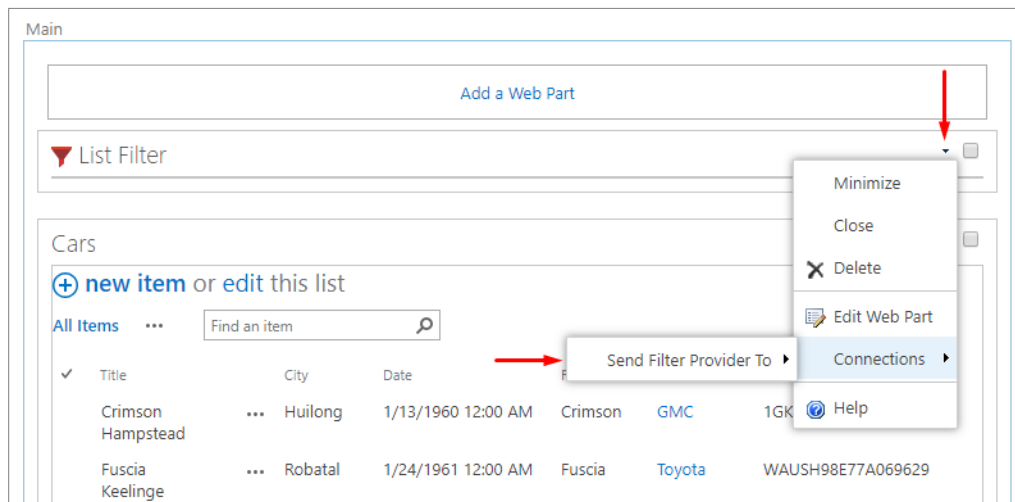 Main
Add a Web Part
List Filter
Minimize
Close
Delete
Edit Web Part
Connections
Send Filter Provider To
Help
Cars
new item or edit this list
All Items ••• Find an item
Title City Date F
Crimson ••• Huilong 1/13/1960 12:00 AM Crimson GMC 1GK
Hampstead
Fuscia ••• Robatal 1/24/1961 12:00 AM Fuscia Toyota WAUSH98E77A069629
Keelinge